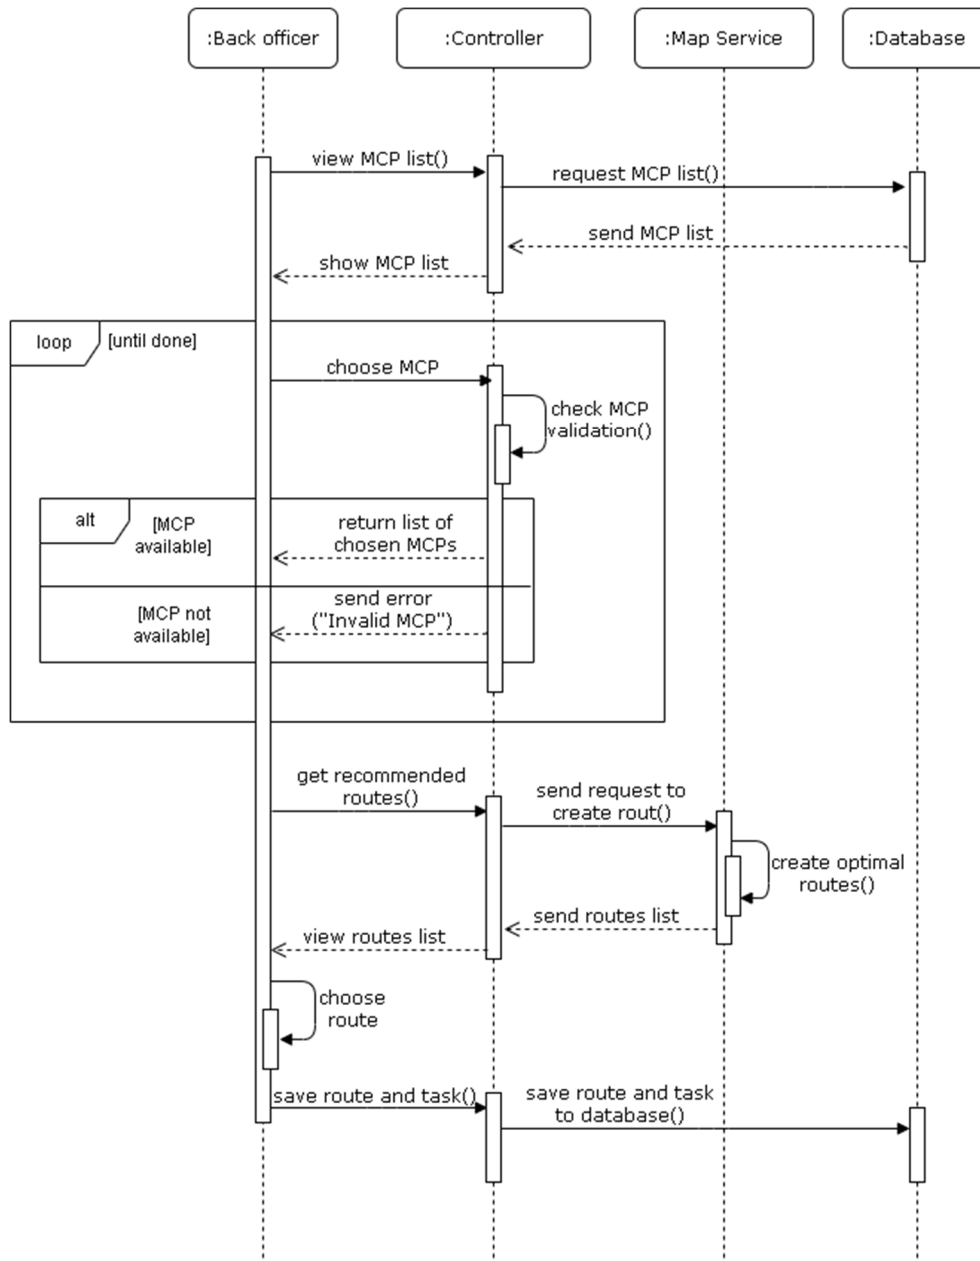 :Back officer
:Controller
:Map Service
:Database
view MCP list()
request MCP list()
send MCP list
show MCP list
loop
[until done]
choose MCP
check MCP
validation()
alt
[MCP
available]
return list of
chosen MCPs
[MCP not
available]
send error
("Invalid MCP")
get recommended
routes()
send request to
create rout()
create optimal
routes()
send routes list
view routes list
choose
route
save route and task()
save route and task
to database()